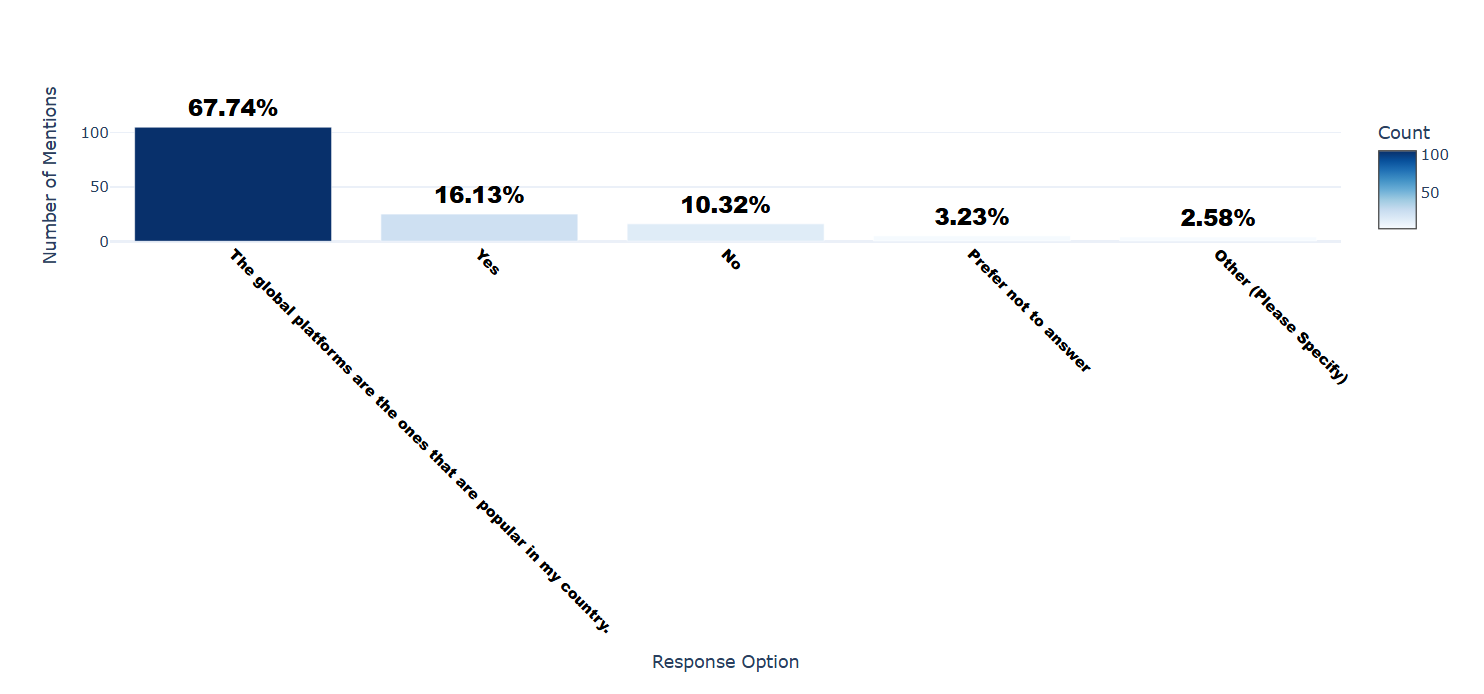 67.74%
16.13%
10.32%
3.23%
2.58%
Number of Mentions
100
50
0
The global platforms are the ones that are popular in my country.
Yes
No
Prefer not to answer
Other (Please Specify)
Response Option
Count
100
50